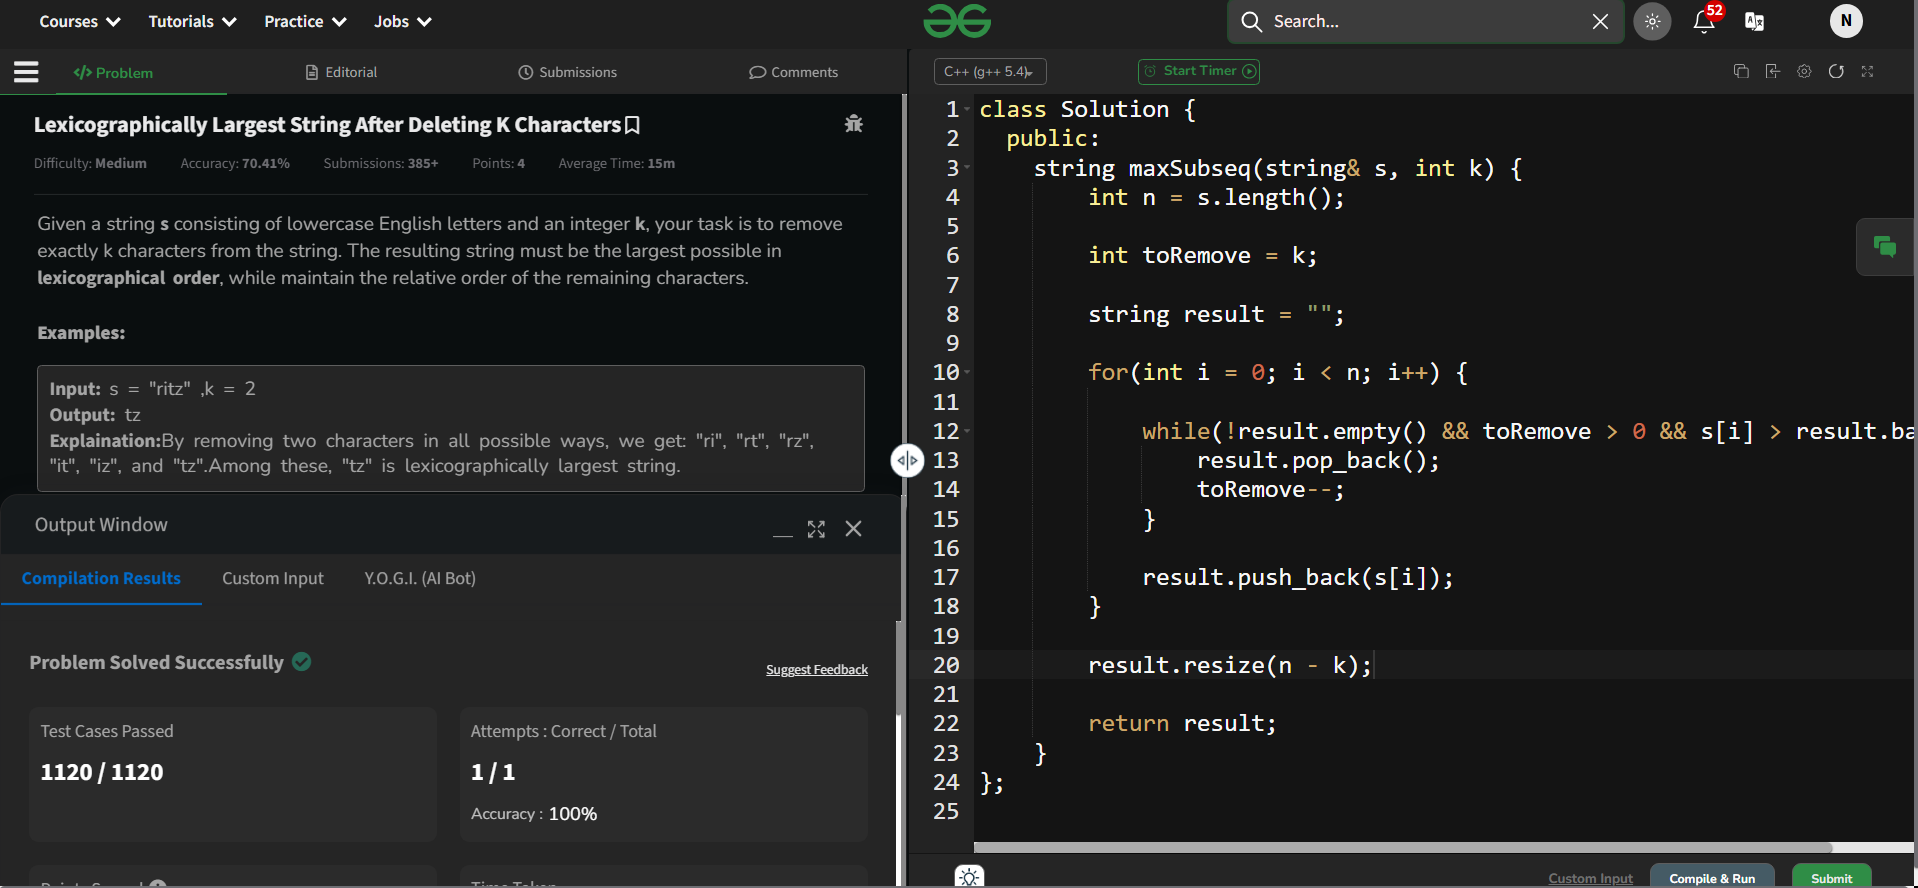 Courses
Tutorials
Practice
Jobs
Search...
52
N
Problem
Editorial
Submissions
Comments
C++ (g++ 5.4)
Start Timer
Lexicographically Largest String After Deleting K Characters
Difficulty: Medium
Accuracy: 70.41%
Submissions: 385+
Points: 4
Average Time: 15m
Given a string s consisting of lowercase English letters and an integer k, your task is to remove
exactly k characters from the string. The resulting string must be the largest possible in
lexicographical order, while maintain the relative order of the remaining characters.
Examples:
Input: s = "ritz" ,k = 2
Output: tz
Explaination:By removing two characters in all possible ways, we get: "ri", "rt", "rz",
"it", "iz", and "tz".Among these, "tz" is lexicographically largest string.
Output Window
Compilation Results
Custom Input
Y.O.G.I. (AI Bot)
Problem Solved Successfully
Suggest Feedback
Test Cases Passed
1120 / 1120
Attempts : Correct / Total
1 / 1
Accuracy : 100%
1 class Solution {
2 public:
3 string maxSubseq(string& s, int k) {
4 int n = s.length();
5
6 int toRemove = k;
7
8 string result = "";
9
10 for(int i = 0; i < n; i++) {
11
12 while(!result.empty() && toRemove > 0 && s[i] > result.ba
13 result.pop_back();
14 toRemove--;
15 }
16
17 result.push_back(s[i]);
18 }
19
20 result.resize(n - k);
21
22 return result;
23 }
24 };
25
Custom Input
Compile & Run
Submit